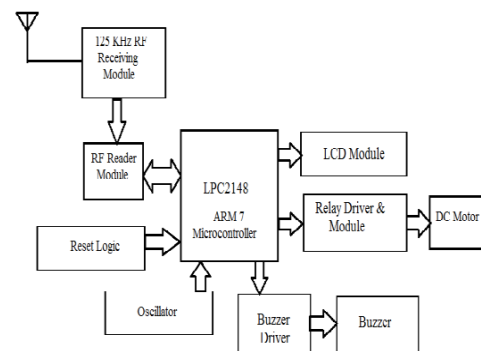 125 KHz RF
Receiving
Module
RF Reader
Module
LPC2148
ARM 7
Microcontroller
LCD Module
Relay Driver &
Module
DC Motor
Reset Logic
Oscillator
Buzzer
Driver
Buzzer